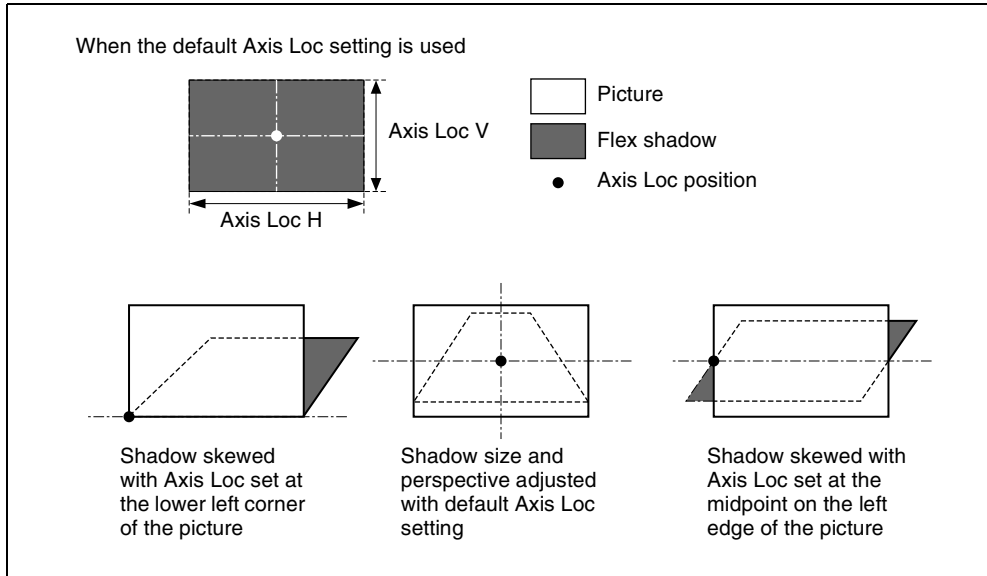 When the default Axis Loc setting is used
Axis Loc V
Axis Loc H
Picture
Flex shadow
Axis Loc position
Shadow skewed
with Axis Loc set at
the lower left corner
of the picture
Shadow size and
perspective adjusted
with default Axis Loc
setting
Shadow skewed with
Axis Loc set at the
midpoint on the left
edge of the picture